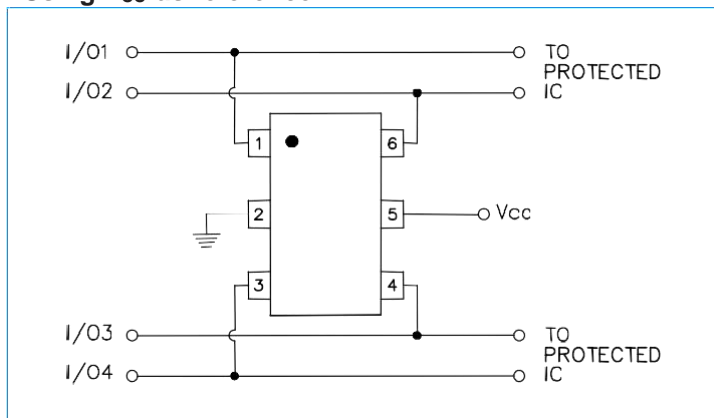 I/O1
TO
PROTECTED
I/O2
IC
1
6
2
5
Vcc
3
4
I/O3
TO
PROTECTED
I/O4
IC